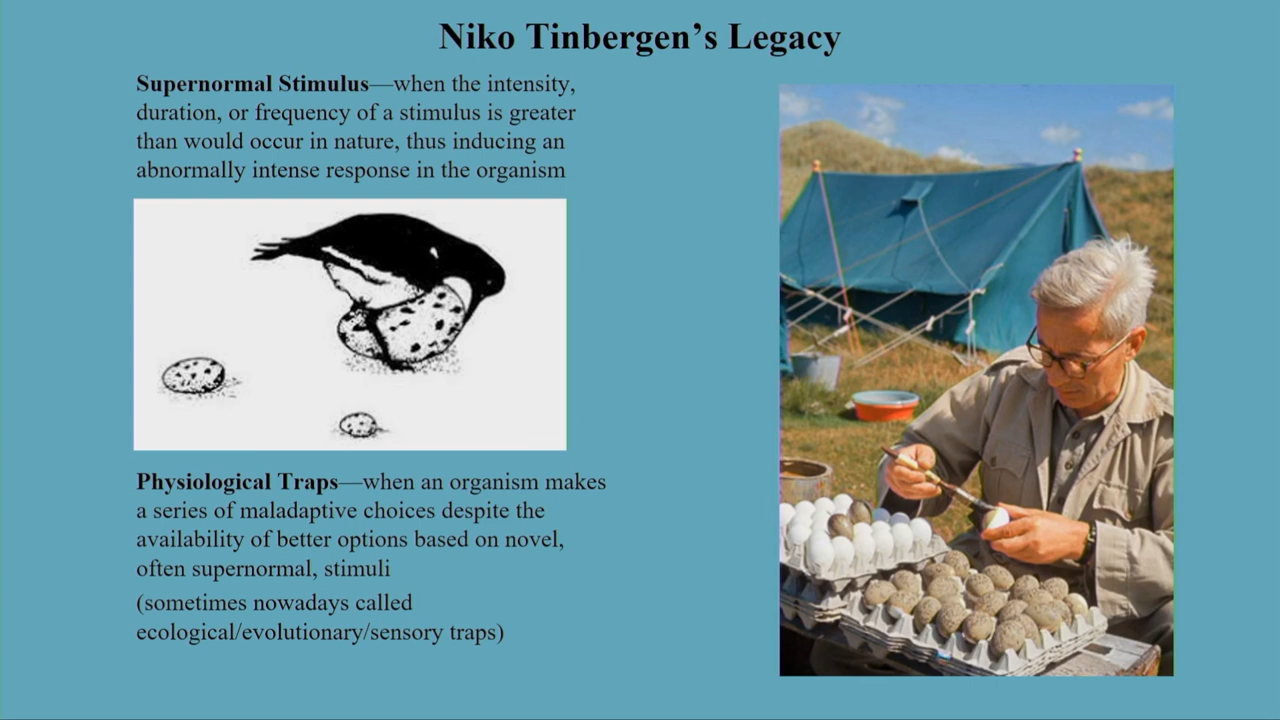 Niko Tinbergen’s Legacy
Supernormal Stimulus—when the intensity,
duration, or frequency of a stimulus is greater
than would occur in nature, thus inducing an
abnormally intense response in the organism
Physiological Traps—when an organism makes
a series of maladaptive choices despite the
availability of better options based on novel,
often supernormal, stimuli
(sometimes nowadays called
ecological/evolutionary/sensory traps)